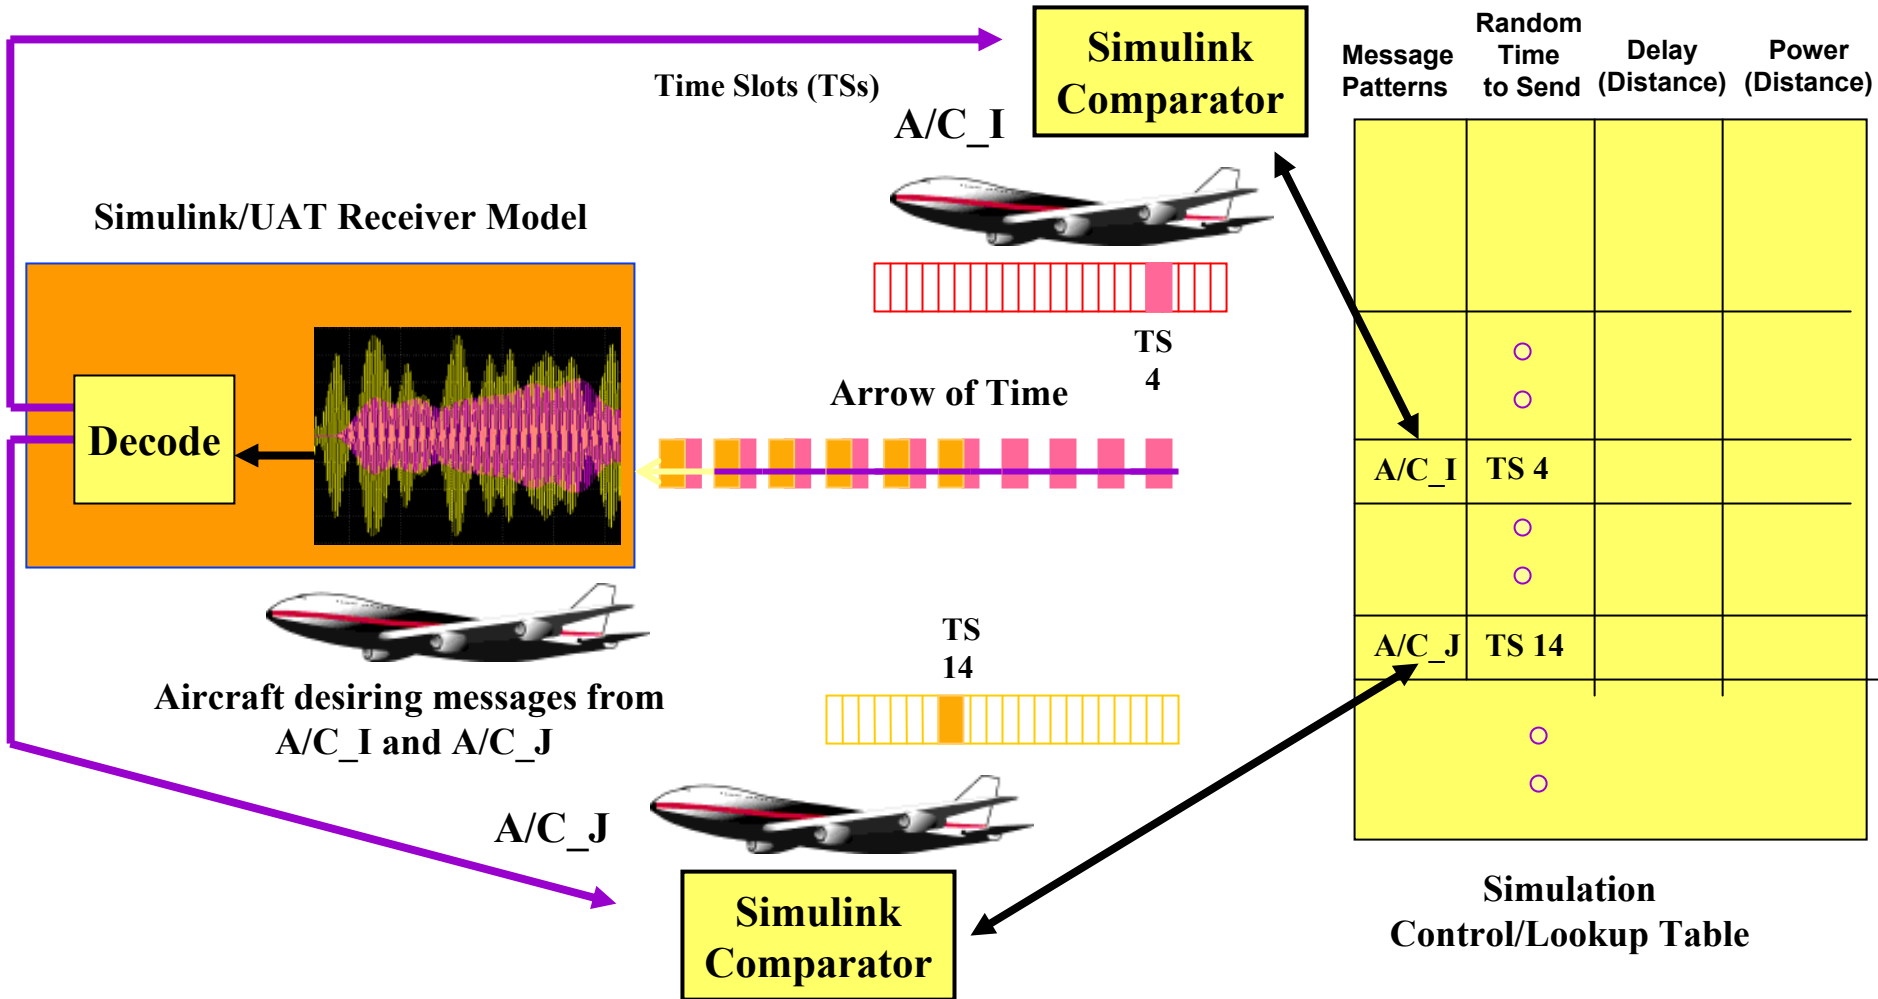 Simulink
Comparator
Time Slots (TSs)
A/C_I
Message
Patterns
Random
Time
to Send
Delay
(Distance)
Power
(Distance)
Simulink/UAT Receiver Model
TS
4
Arrow of Time
Decode
A/C_I TS 4
TS
14
A/C_J TS 14
Aircraft desiring messages from
A/C_I and A/C_J
A/C_J
Simulink
Comparator
Simulation
Control/Lookup Table